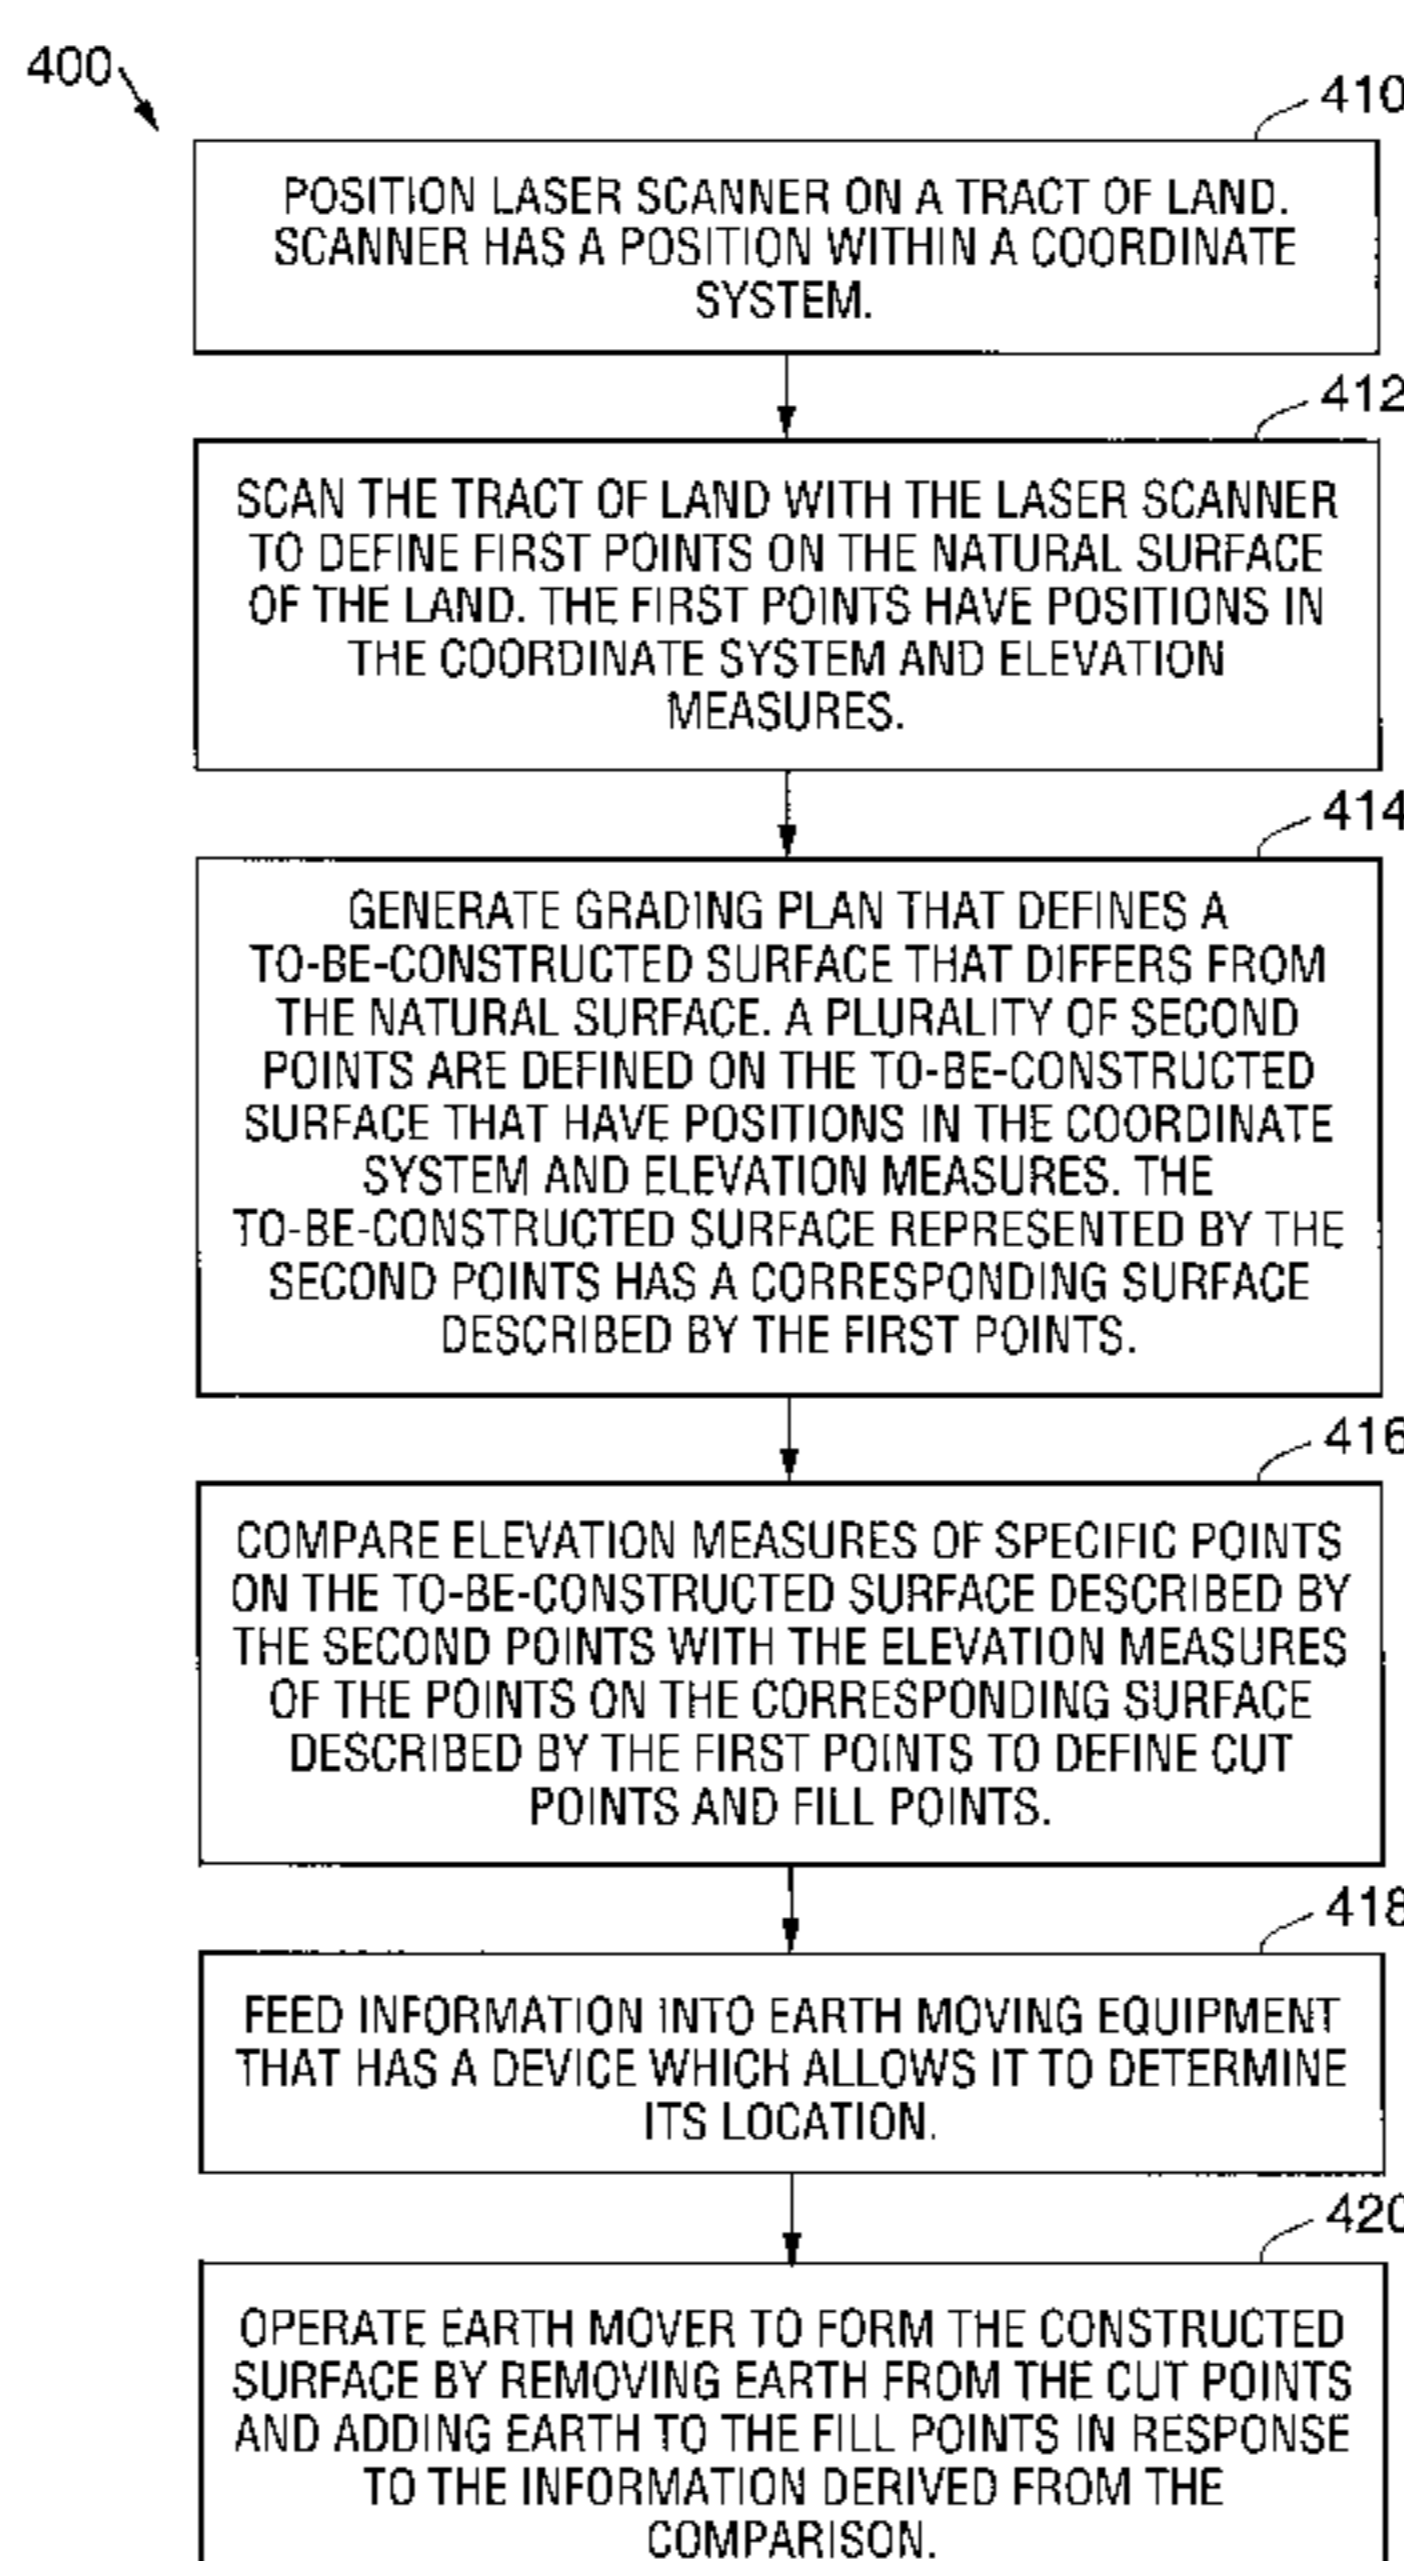 400
410
POSITION LASER SCANNER ON A TRACT OF LAND.
SCANNER HAS A POSITION WITHIN A COORDINATE
SYSTEM.
412
SCAN THE TRACT OF LAND WITH THE LASER SCANNER
TO DEFINE FIRST POINTS ON THE NATURAL SURFACE
OF THE LAND. THE FIRST POINTS HAVE POSITIONS IN
THE COORDINATE SYSTEM AND ELEVATION
MEASURES.
414
GENERATE GRADING PLAN THAT DEFINES A
TO-BE-CONSTRUCTED SURFACE THAT DIFFERS FROM
THE NATURAL SURFACE. A PLURALITY OF SECOND
POINTS ARE DEFINED ON THE TO-BE-CONSTRUCTED
SURFACE THAT HAVE POSITIONS IN THE COORDINATE
SYSTEM AND ELEVATION MEASURES. THE
TO-BE-CONSTRUCTED SURFACE REPRESENTED BY THE
SECOND POINTS HAS A CORRESPONDING SURFACE
DESCRIBED BY THE FIRST POINTS.
416
COMPARE ELEVATION MEASURES OF SPECIFIC POINTS
ON THE TO-BE-CONSTRUCTED SURFACE DESCRIBED BY
THE SECOND POINTS WITH THE ELEVATION MEASURES
OF THE POINTS ON THE CORRESPONDING SURFACE
DESCRIBED BY THE FIRST POINTS TO DEFINE CUT
POINTS AND FILL POINTS.
418
FEED INFORMATION INTO EARTH MOVING EQUIPMENT
THAT HAS A DEVICE WHICH ALLOWS IT TO DETERMINE
ITS LOCATION.
420
OPERATE EARTH MOVER TO FORM THE CONSTRUCTED
SURFACE BY REMOVING EARTH FROM THE CUT POINTS
AND ADDING EARTH TO THE FILL POINTS IN RESPONSE
TO THE INFORMATION DERIVED FROM THE
COMPARISON.